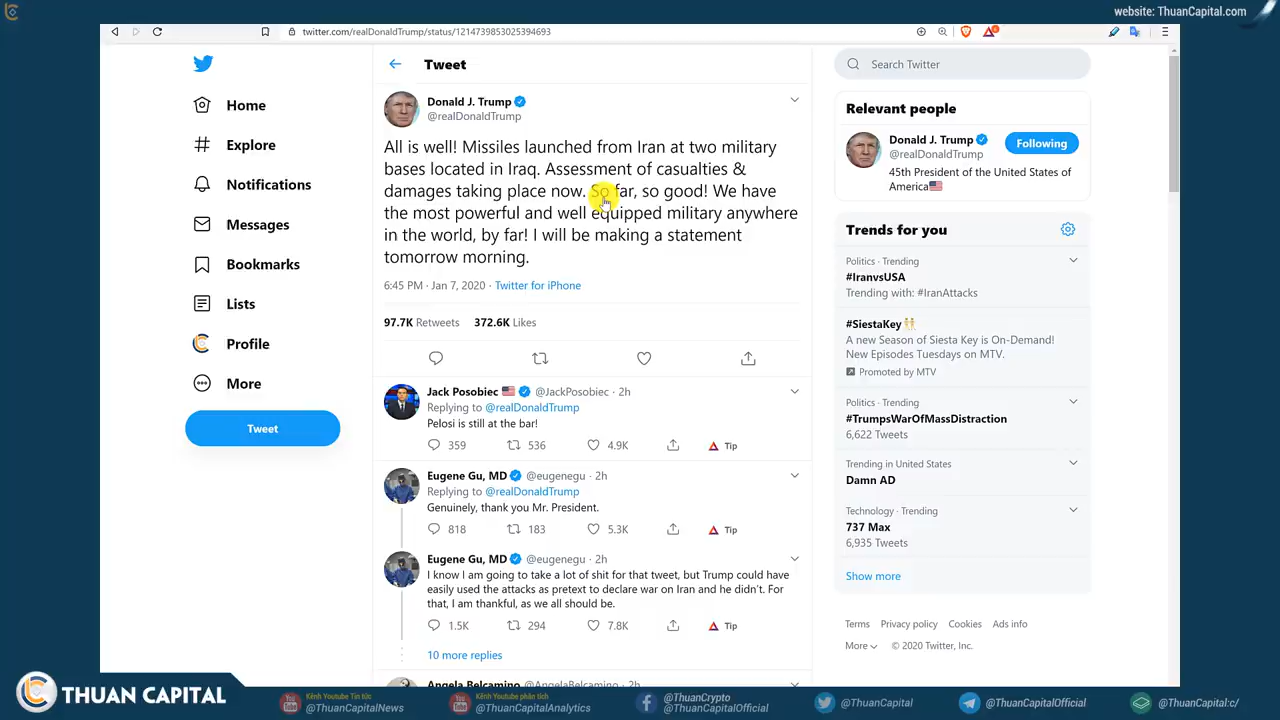 website: ThuanCapital.com
twitter.com/realDonaldTrump/status/1214739853025394693
Home
Explore
Notifications
Messages
Bookmarks
Lists
Profile
More
Tweet
Tweet
Donald J. Trump
@realDonaldTrump
All is well! Missiles launched from Iran at two military
bases located in Iraq. Assessment of casualties &
damages taking place now. So far, so good! We have
the most powerful and well equipped military anywhere
in the world, by far! I will be making a statement
tomorrow morning.
6:45 PM · Jan 7, 2020 · Twitter for iPhone
97.7K Retweets 372.6K Likes
Jack Posobiec @JackPosobiec · 2h
Replying to @realDonaldTrump
Pelosi is still at the bar!
359 536 4.9K Tip
Eugene Gu, MD @eugenegu · 2h
Replying to @realDonaldTrump
Genuinely, thank you Mr. President.
818 183 5.3K Tip
Eugene Gu, MD @eugenegu · 2h
I know I am going to take a lot of shit for that tweet, but Trump could have
easily used the attacks as pretext to declare war on Iran and he didn't. For
that, I am thankful, as we all should be.
1.5K 294 7.8K Tip
10 more replies
Angela Belcamino @AngelaBelcamino · 2h
Search Twitter
Relevant people
Donald J. Trump
@realDonaldTrump
Following
45th President of the United States of
America
Trends for you
Politics · Trending
#IranvsUSA
Trending with: #IranAttacks
#SiestaKey
A new Season of Siesta Key is On-Demand!
New Episodes Tuesdays on MTV.
Promoted by MTV
Politics · Trending
#TrumpsWarOfMassDistraction
6,622 Tweets
Trending in United States
Damn AD
Technology · Trending
737 Max
6,935 Tweets
Show more
Terms Privacy policy Cookies Ads info
More © 2020 Twitter, Inc.
THUAN CAPITAL
Kênh Youtube Tin tức
@ThuanCapitalNews
Kênh Youtube phân tích
@ThuanCapitalAnalytics
@ThuanCrypto
@ThuanCapitalOfficial
@ThuanCapital
@ThuanCapitalOfficial
@ThuanCapital:c/